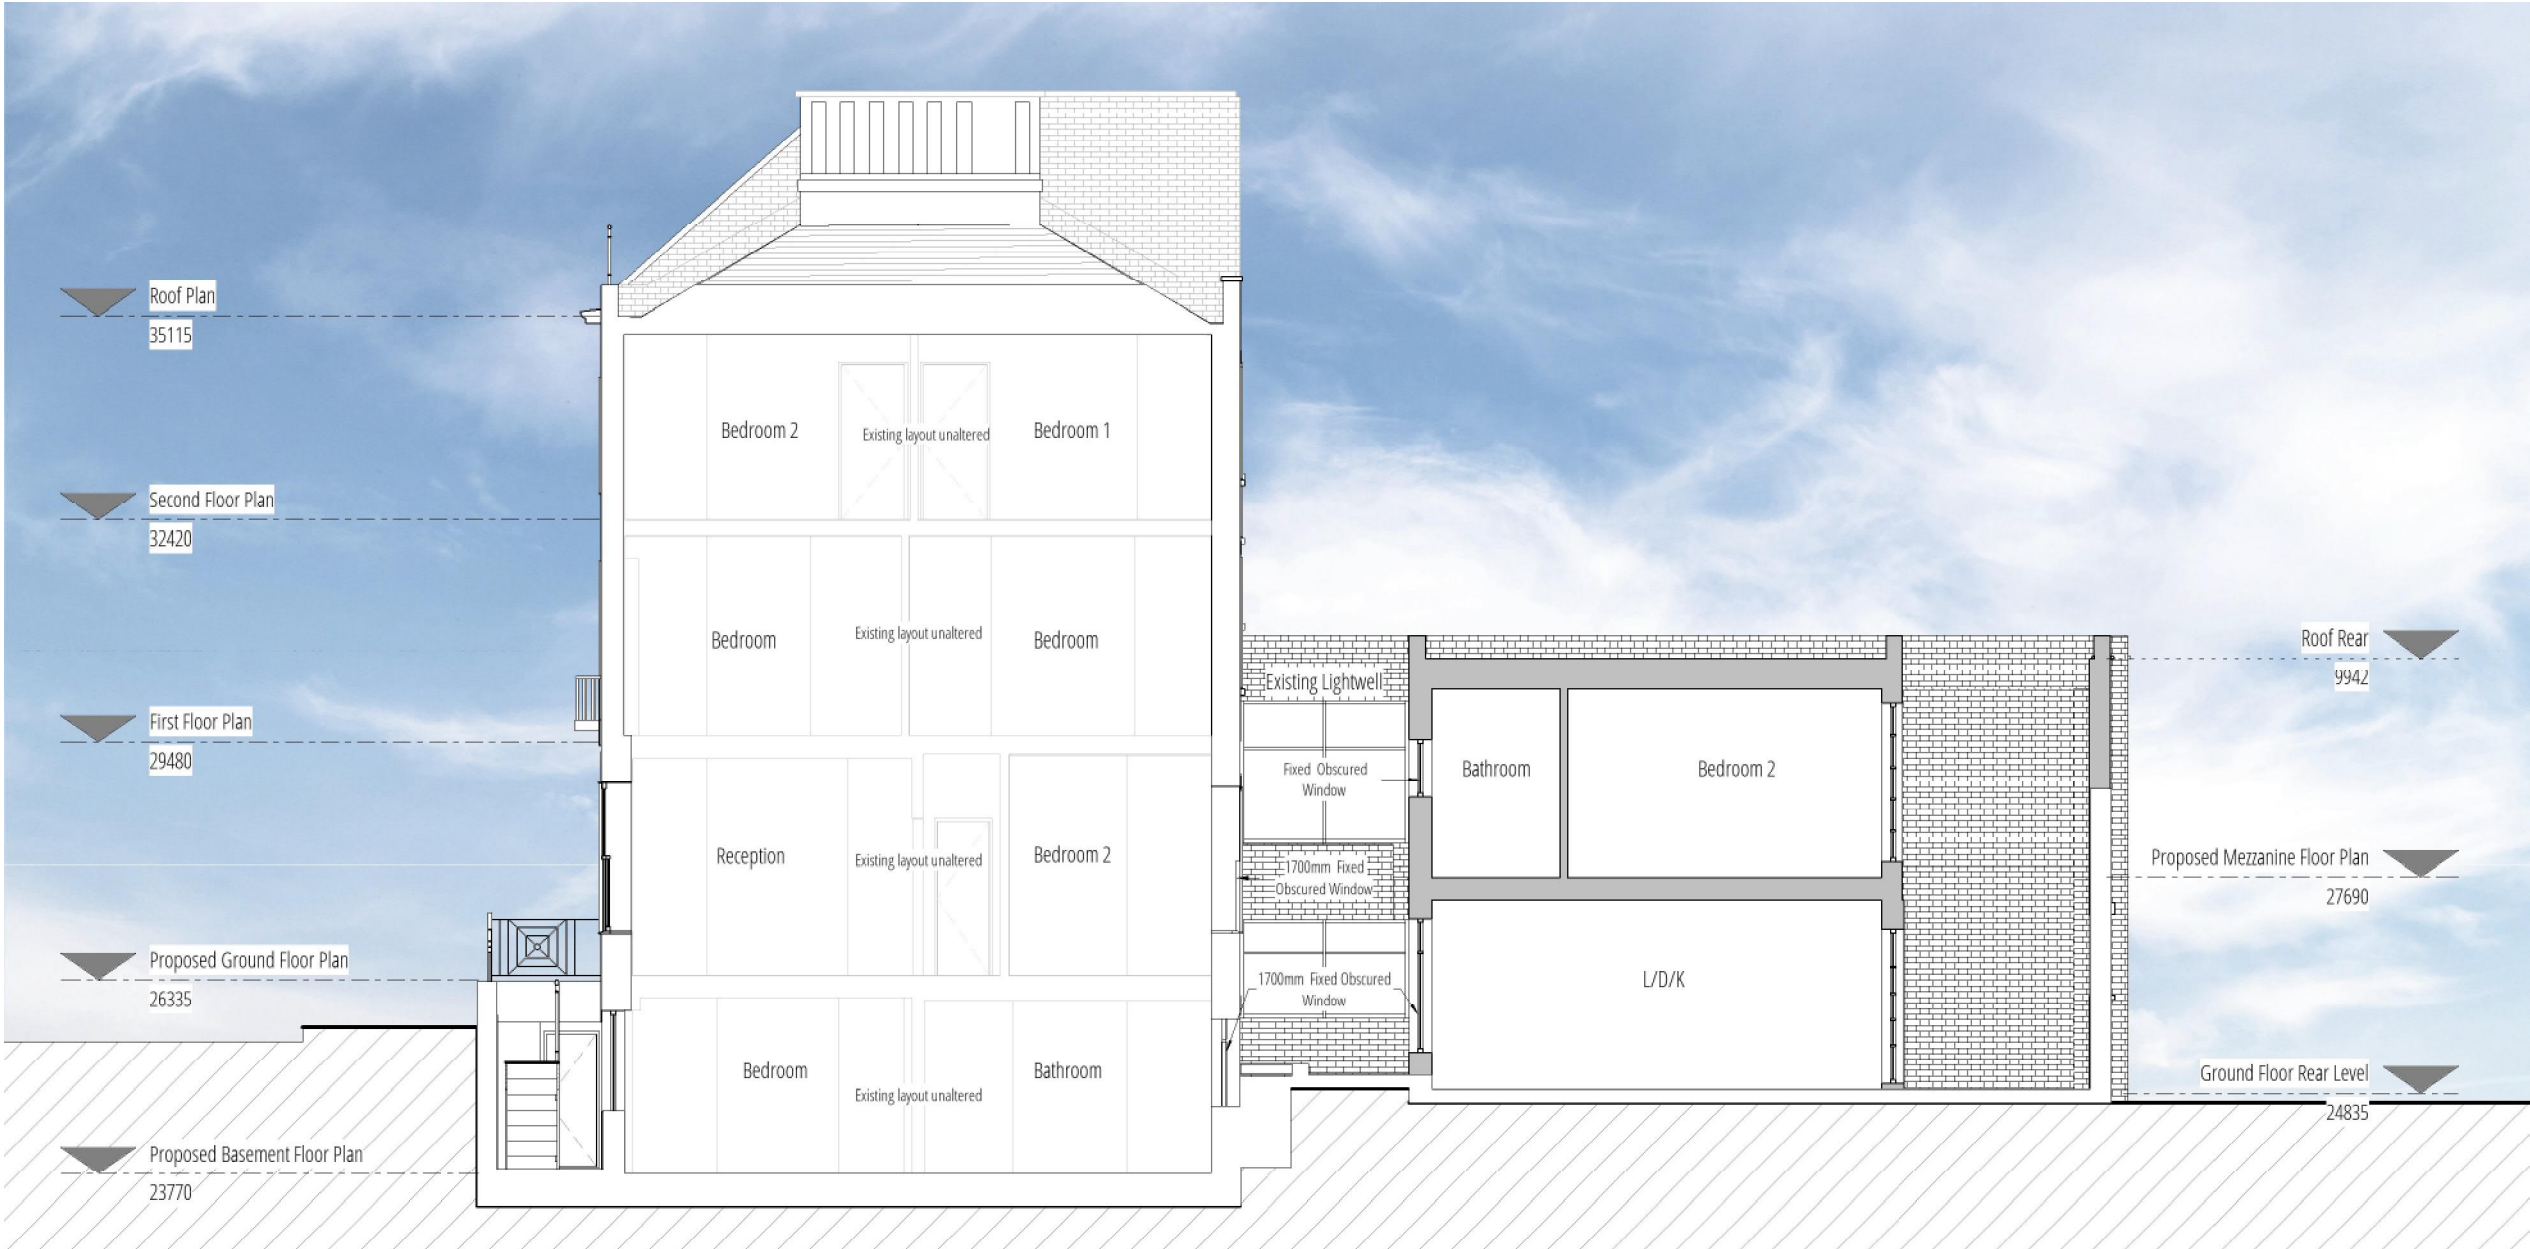 Roof Plan
35115
Second Floor Plan
32420
First Floor Plan
29480
Proposed Ground Floor Plan
26335
Proposed Basement Floor Plan
23770
Bedroom 2
Existing layout unaltered
Bedroom 1
Bedroom
Existing layout unaltered
Bedroom
Reception
Existing layout unaltered
Bedroom 2
Bedroom
Existing layout unaltered
Bathroom
Existing Lightwell
Fixed Obscured
Window
1700mm Fixed
Obscured Window
1700mm Fixed Obscured
Window
Bathroom
Bedroom 2
L/D/K
Roof Rear
9942
Proposed Mezzanine Floor Plan
27690
Ground Floor Rear Level
24835